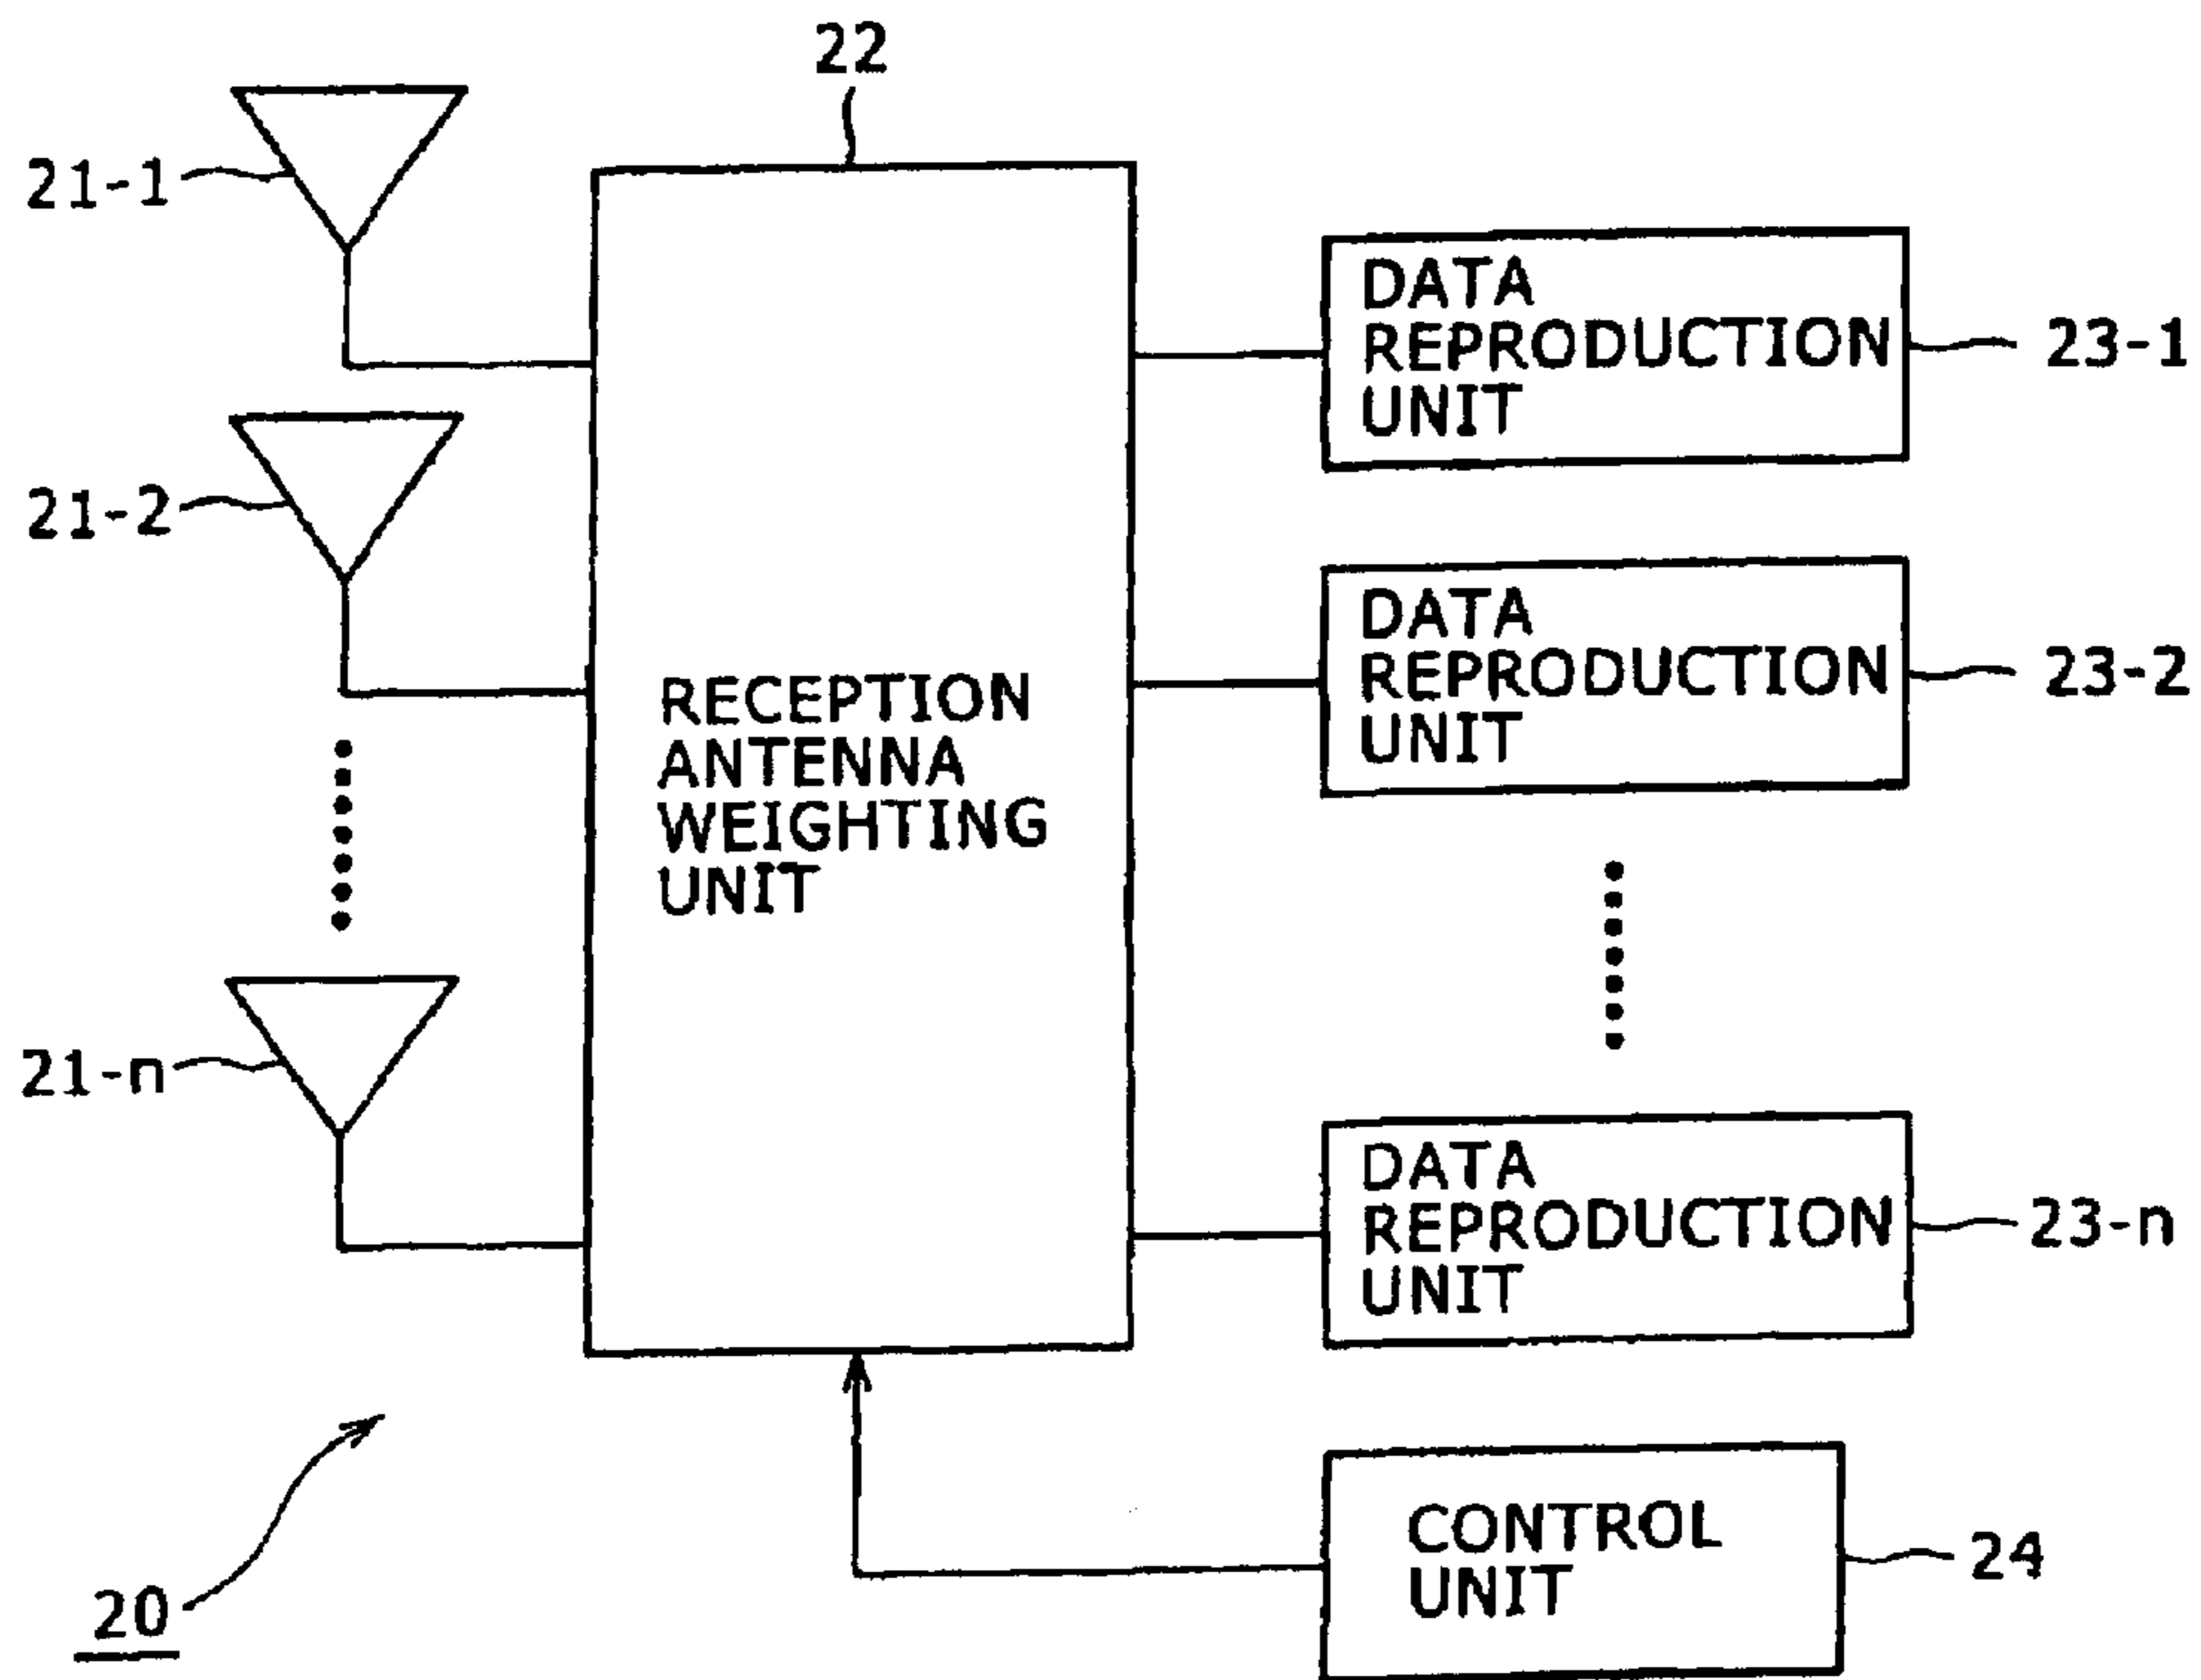 22
21-1
DATA
REPRODUCTION
UNIT
23-1
21-2
DATA
REPRODUCTION
UNIT
23-2
RECEPTION
ANTENNA
WEIGHTING
UNIT
21-n
DATA
REPRODUCTION
UNIT
23-n
CONTROL
UNIT
24
20